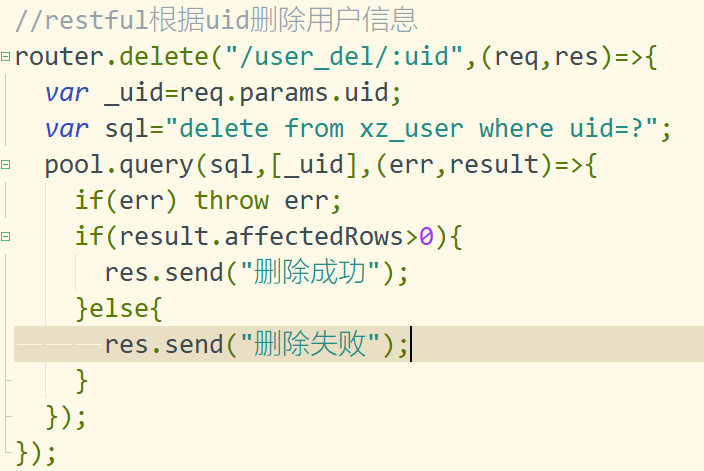 //restful根据uid删除用户信息
router.delete("/user_del/:uid",(req,res)=>{
  var _uid=req.params.uid;
  var sql="delete from xz_user where uid=?";
  pool.query(sql,[_uid],(err,result)=>{
    if(err) throw err;
    if(result.affectedRows>0){
      res.send("删除成功");
    }else{
      res.send("删除失败");
    }
  });
});